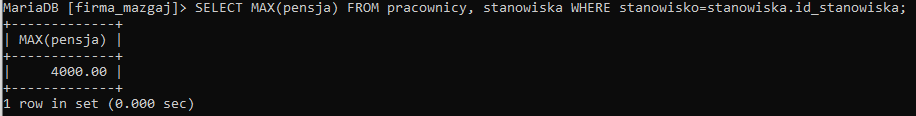 MariaDB [firma_mazgaj]> SELECT MAX(pensja) FROM pracownicy, stanowiska WHERE stanowisko=stanowiska.id_stanowiska;
+-------------+
| MAX(pensja) |
+-------------+
|     4000.00 |
+-------------+
1 row in set (0.000 sec)